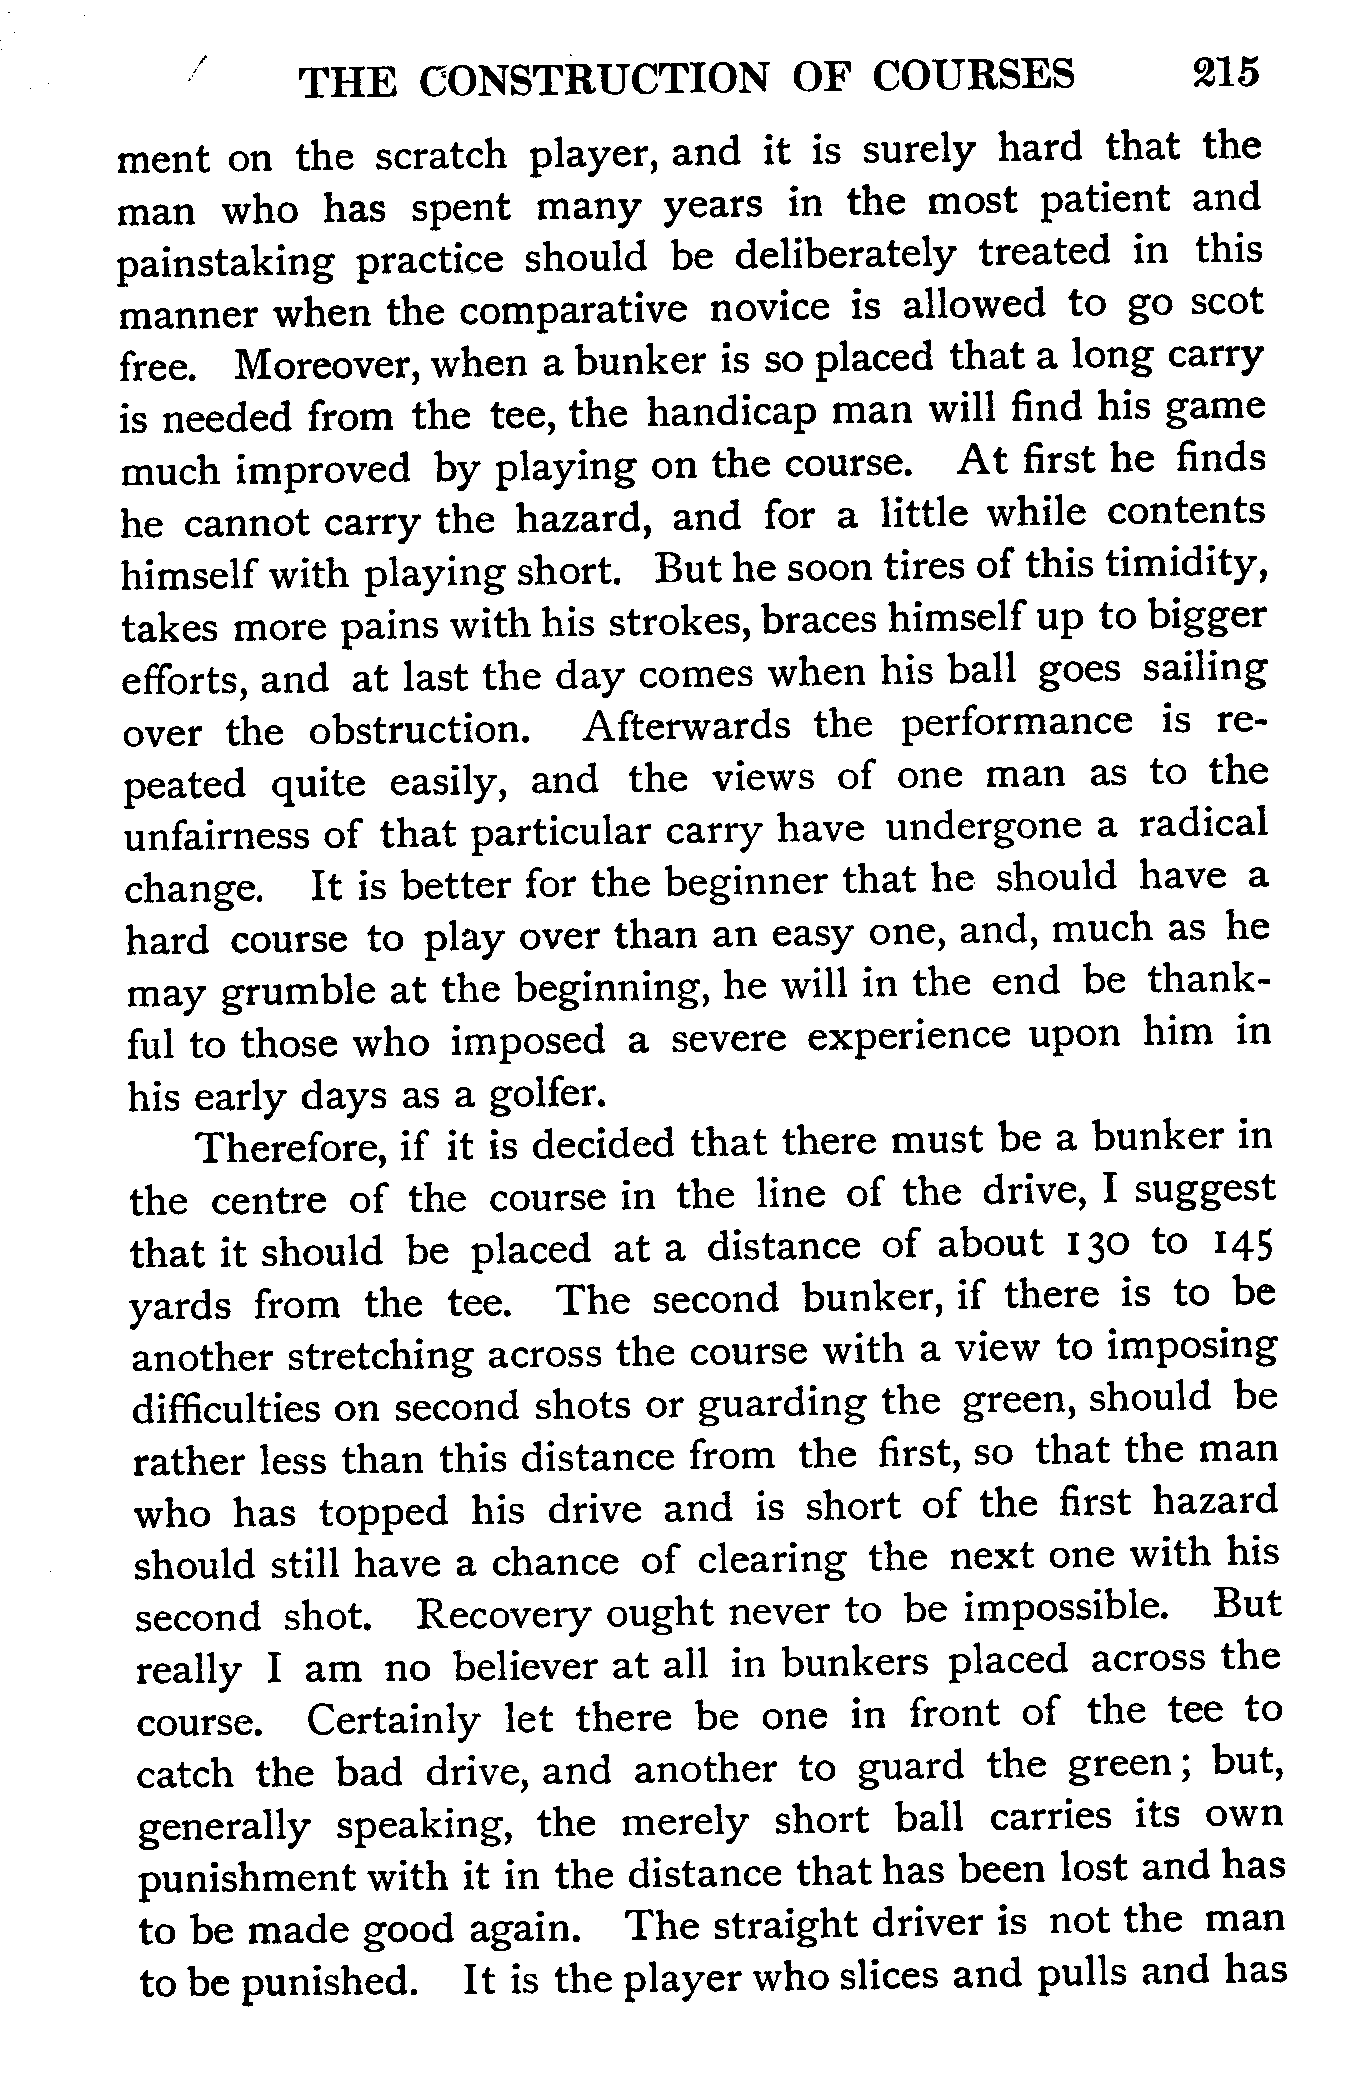 THE CONSTRUCTION OF COURSES 215
ment on the scratch player, and it is surely hard that the
man who has spent many years in the most patient and
painstaking practice should be deliberately treated in this
manner when the comparative novice is allowed to go scot
free. Moreover, when a bunker is so placed that a long carry
is needed from the tee, the handicap man will find his game
much improved by playing on the course. At first he finds
he cannot carry the hazard, and for a little while contents
himself with playing short. But he soon tires of this timidity,
takes more pains with his strokes, braces himself up to bigger
efforts, and at last the day comes when his ball goes sailing
over the obstruction. Afterwards the performance is re-
peated quite easily, and the views of one man as to the
unfairness of that particular carry have undergone a radical
change. It is better for the beginner that he should have a
hard course to play over than an easy one, and, much as he
may grumble at the beginning, he will in the end be thank-
ful to those who imposed a severe experience upon him in
his early days as a golfer.
Therefore, if it is decided that there must be a bunker in
the centre of the course in the line of the drive, I suggest
that it should be placed at a distance of about 130 to 145
yards from the tee. The second bunker, if there is to be
another stretching across the course with a view to imposing
difficulties on second shots or guarding the green, should be
rather less than this distance from the first, so that the man
who has topped his drive and is short of the first hazard
should still have a chance of clearing the next one with his
second shot. Recovery ought never to be impossible. But
really I am no believer at all in bunkers placed across the
course. Certainly let there be one in front of the tee to
catch the bad drive, and another to guard the green; but,
generally speaking, the merely short ball carries its own
punishment with it in the distance that has been lost and has
to be made good again. The straight driver is not the man
to be punished. It is the player who slices and pulls and has